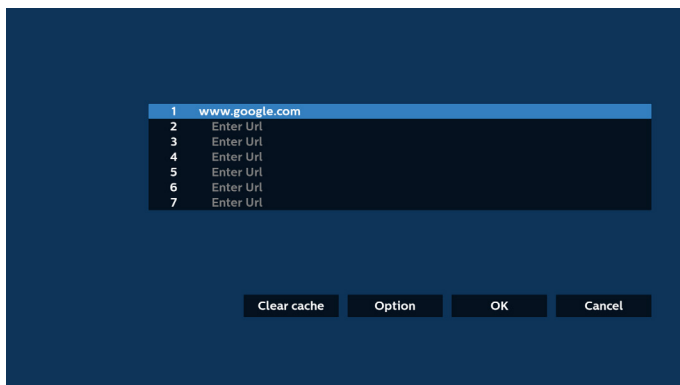 1 www.google.com
2 Enter Url
3 Enter Url
4 Enter Url
5 Enter Url
6 Enter Url
7 Enter Url
Clear cache Option OK Cancel